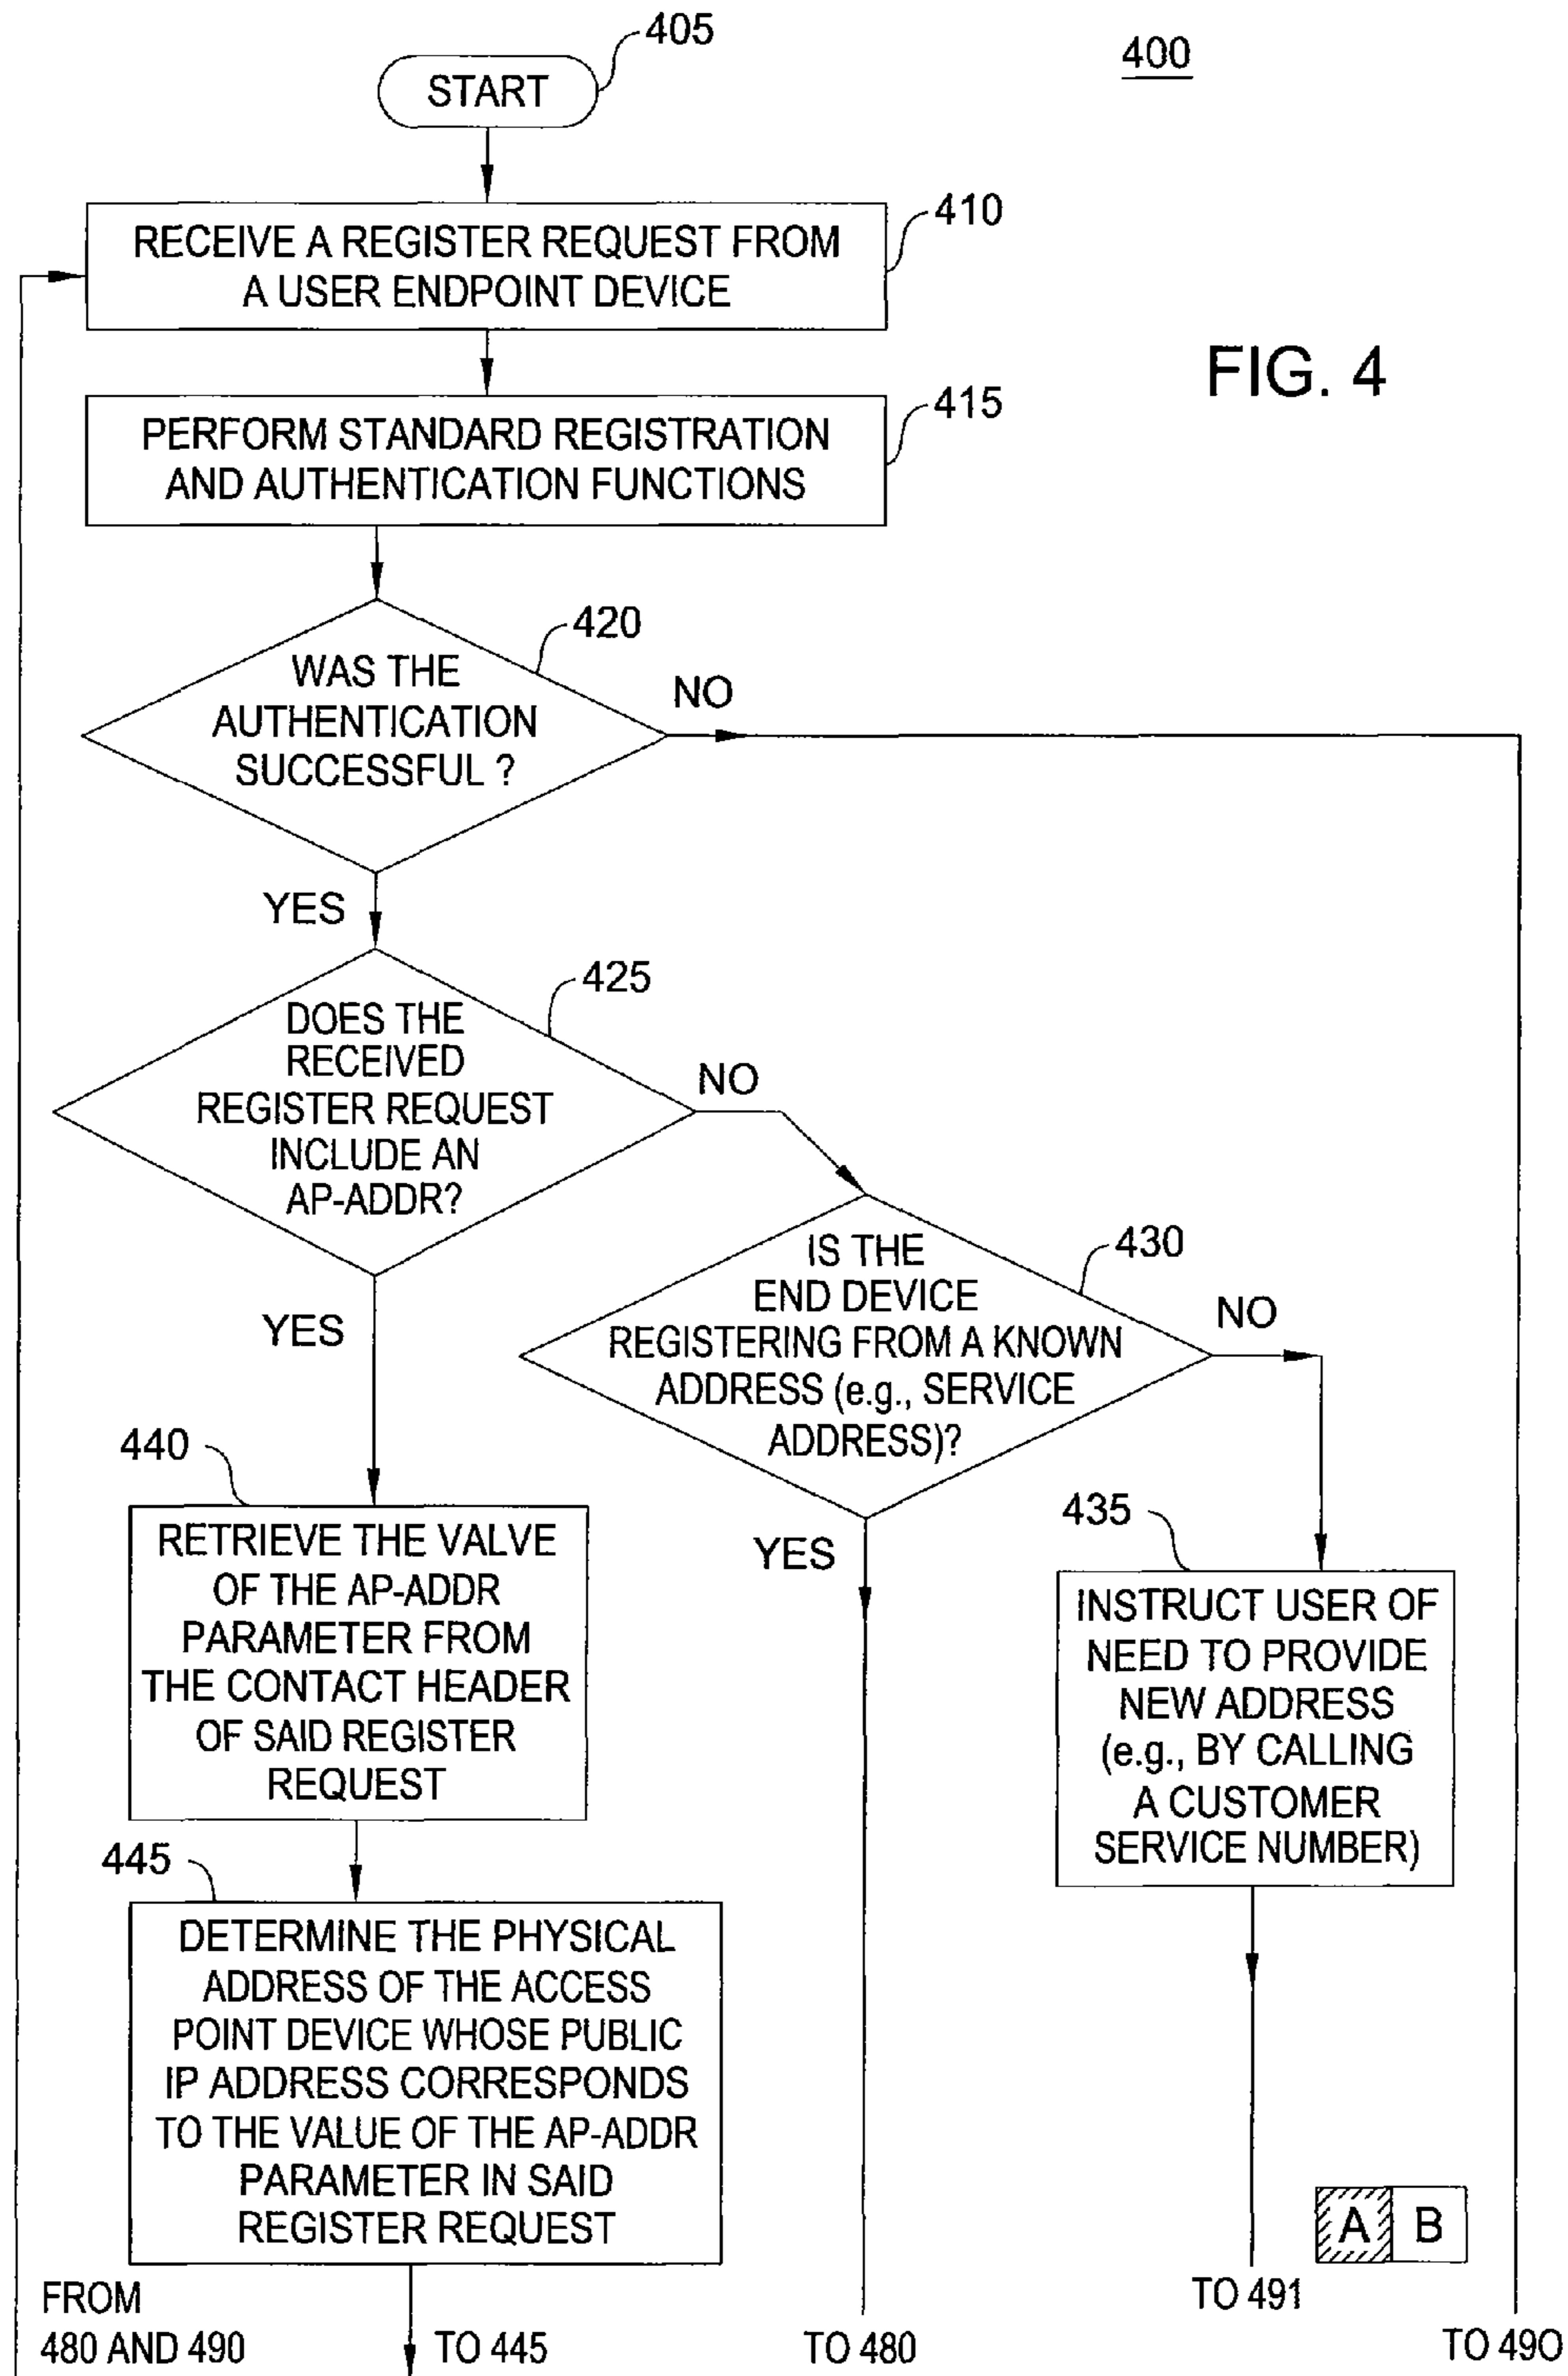 405
400
START
410
RECEIVE A REGISTER REQUEST FROM
A USER ENDPOINT DEVICE
FIG. 4
415
PERFORM STANDARD REGISTRATION
AND AUTHENTICATION FUNCTIONS
420
WAS THE
AUTHENTICATION
SUCCESSFUL ?
NO
YES
425
DOES THE
RECEIVED
REGISTER REQUEST
INCLUDE AN
AP-ADDR?
NO
YES
430
IS THE
END DEVICE
REGISTERING FROM A KNOWN
ADDRESS (e.g., SERVICE
ADDRESS)?
NO
YES
440
RETRIEVE THE VALVE
OF THE AP-ADDR
PARAMETER FROM
THE CONTACT HEADER
OF SAID REGISTER
REQUEST
435
INSTRUCT USER OF
NEED TO PROVIDE
NEW ADDRESS
(e.g., BY CALLING
A CUSTOMER
SERVICE NUMBER)
445
DETERMINE THE PHYSICAL
ADDRESS OF THE ACCESS
POINT DEVICE WHOSE PUBLIC
IP ADDRESS CORRESPONDS
TO THE VALUE OF THE AP-ADDR
PARAMETER IN SAID
REGISTER REQUEST
A B
FROM
480 AND 490
TO 445
TO 480
TO 491
TO 490